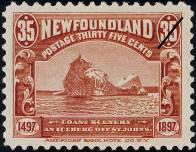 35 NEWFOUNDLAND 35
POSTAGE THIRTY FIVE CENTS
COAST SCENERY
1497 AN ICEBERG OFF ST. JOHNS. 1897
AMERICAN BANK NOTE CO. N.Y.